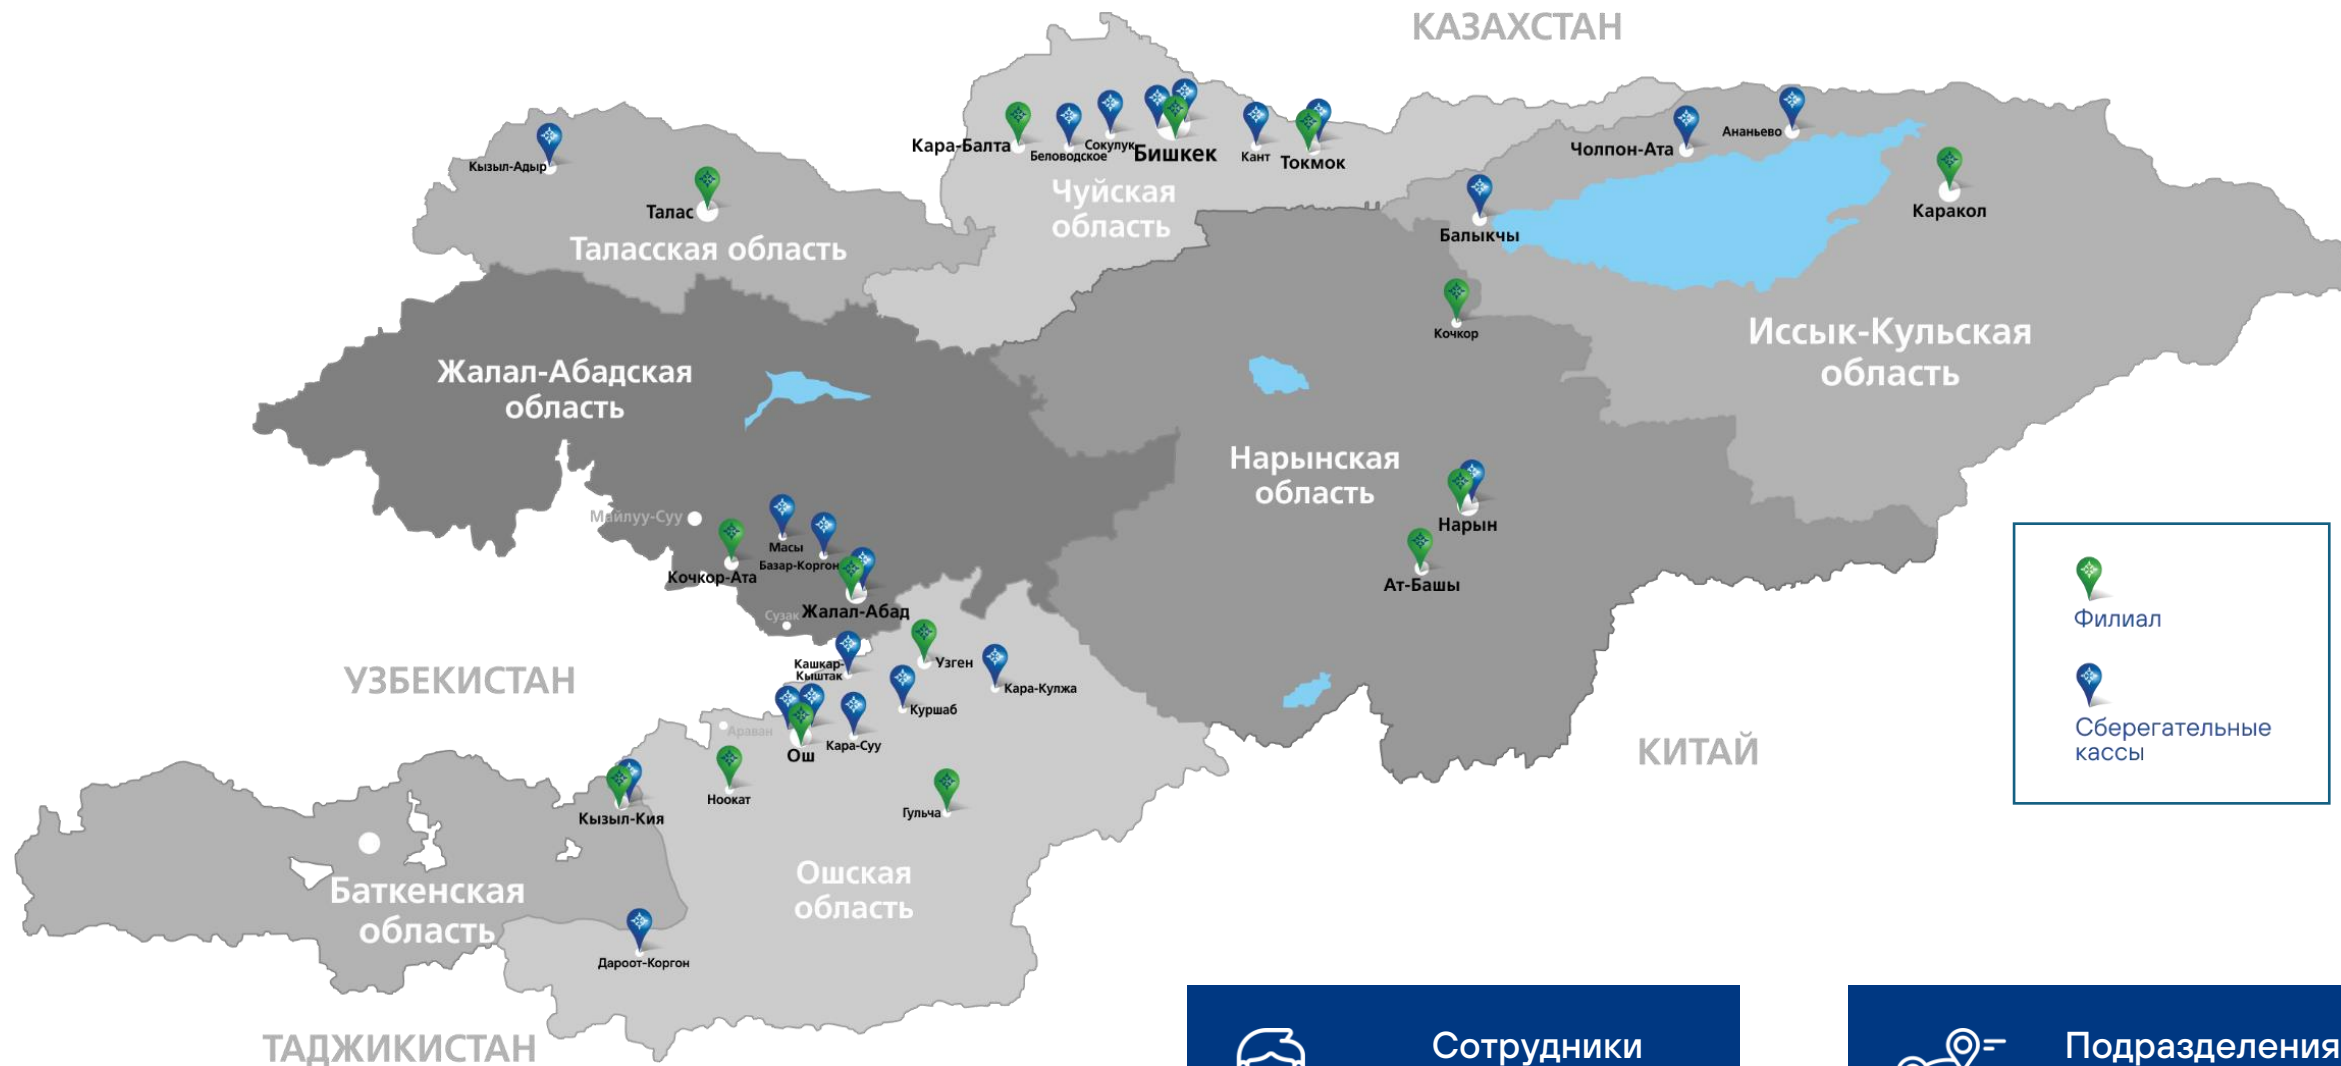 КАЗАХСТАН
Кызыл-Адыр
Талас
Таласская область
Кара-Балта
Беловодское
Сокулук
Бишкек
Кант
Токмок
Чуйская
область
Чолпон-Ата
Ананьево
Балыкчы
Каракол
Кочкор
Иссык-Кульская
область
Жалал-Абадская
область
Нарынская
область
Нарын
Ат-Башы
Майлуу-Суу
Масы
Базар-Коргон
Кочкор-Ата
Сузак
Жалал-Абад
Филиал
Сберегательные
кассы
УЗБЕКИСТАН
Кашкар-
Кыштак
Узген
Кара-Кулжа
Куршаб
Араван
Ош
Кара-Суу
КИТАЙ
Ноокат
Гульча
Кызыл-Кия
Ошская
область
Баткенская
область
Дароот-Коргон
ТАДЖИКИСТАН
Сотрудники
Подразделения